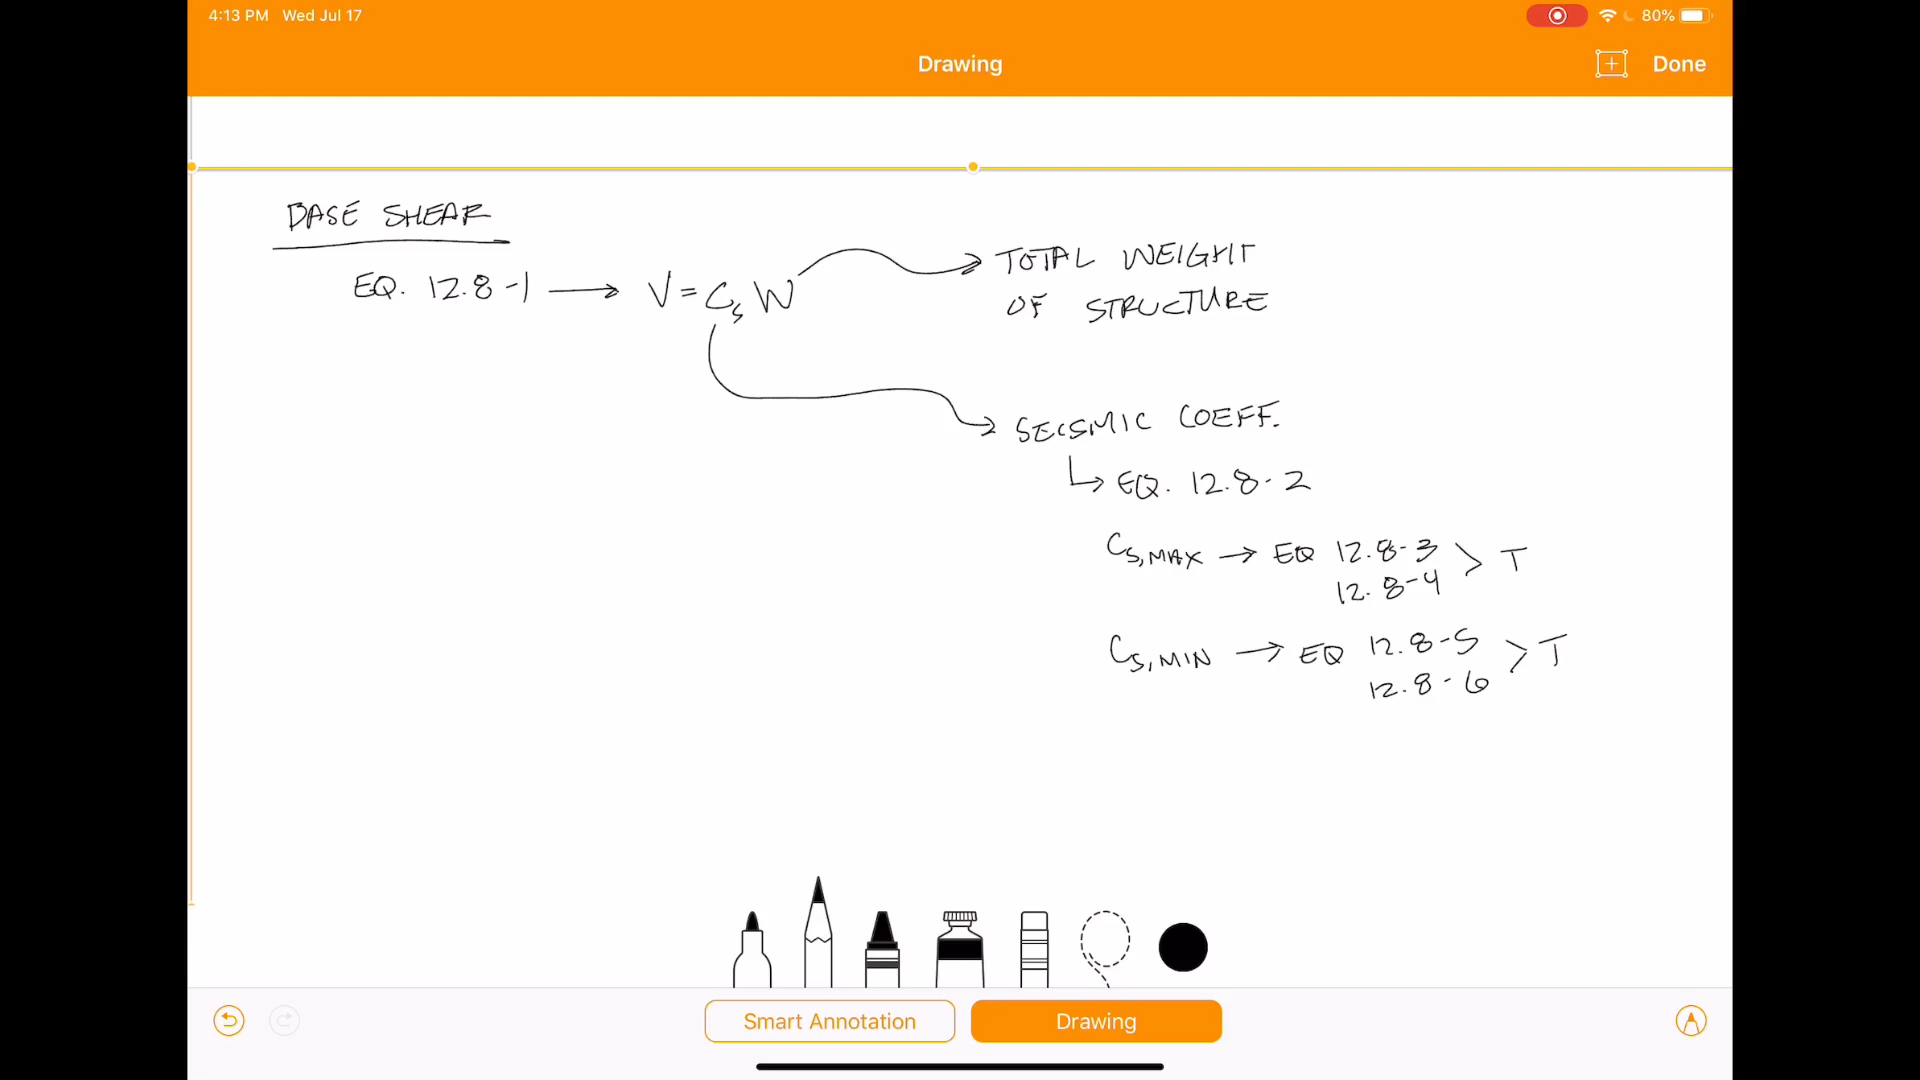 4:13 PM Wed Jul 17
80%
Drawing
Done
BASE SHEAR
EQ. 12.8-1 → V = Cs W
TOTAL WEIGHT
OF STRUCTURE
SEISMIC COEFF.
↳ EQ. 12.8-2
Cs,MAX → EQ 12.8-3 > T
12.8-4
Cs,MIN → EQ 12.8-5 > T
12.8-6
Smart Annotation
Drawing